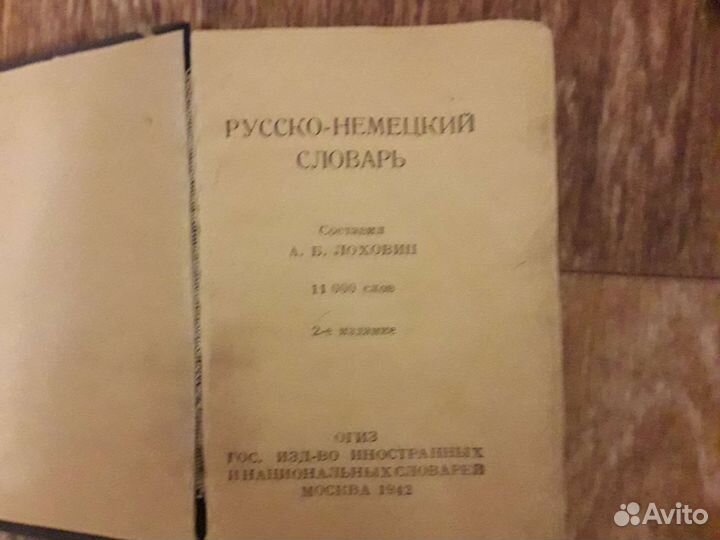 РУССКО-НЕМЕЦКИЙ
СЛОВАРЬ
Составил
А. Б. ЛОХОВИЦ
11 000 слов
2-е издание
ОГИЗ
ГОС. ИЗД-ВО ИНОСТРАННЫХ
И НАЦИОНАЛЬНЫХ СЛОВАРЕЙ
МОСКВА 1942
Avito